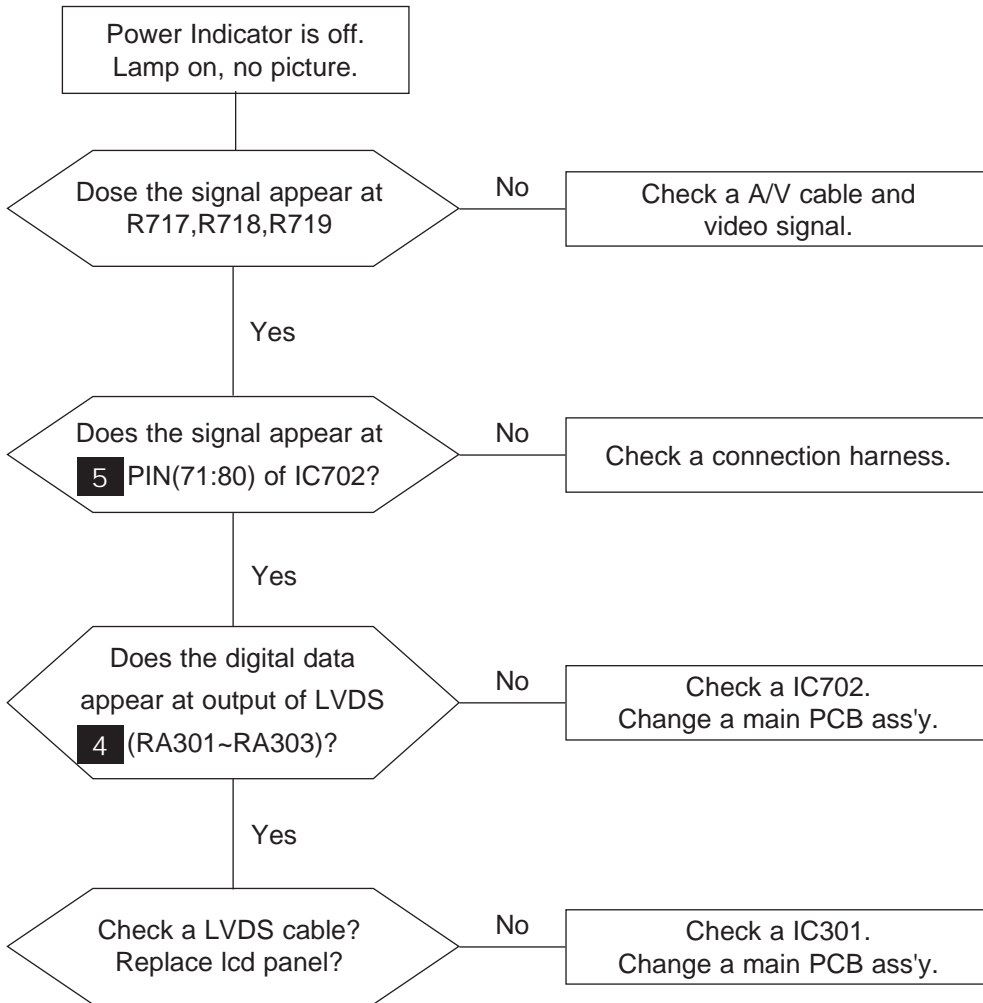 Power Indicator is off.
Lamp on, no picture.
Dose the signal appear at
R717,R718,R719
No
Check a A/V cable and
video signal.
Yes
Does the signal appear at
5 PIN(71:80) of IC702?
No
Check a connection harness.
Yes
Does the digital data
appear at output of LVDS
4 (RA301~RA303)?
No
Check a IC702.
Change a main PCB ass'y.
Yes
Check a LVDS cable?
Replace lcd panel?
No
Check a IC301.
Change a main PCB ass'y.